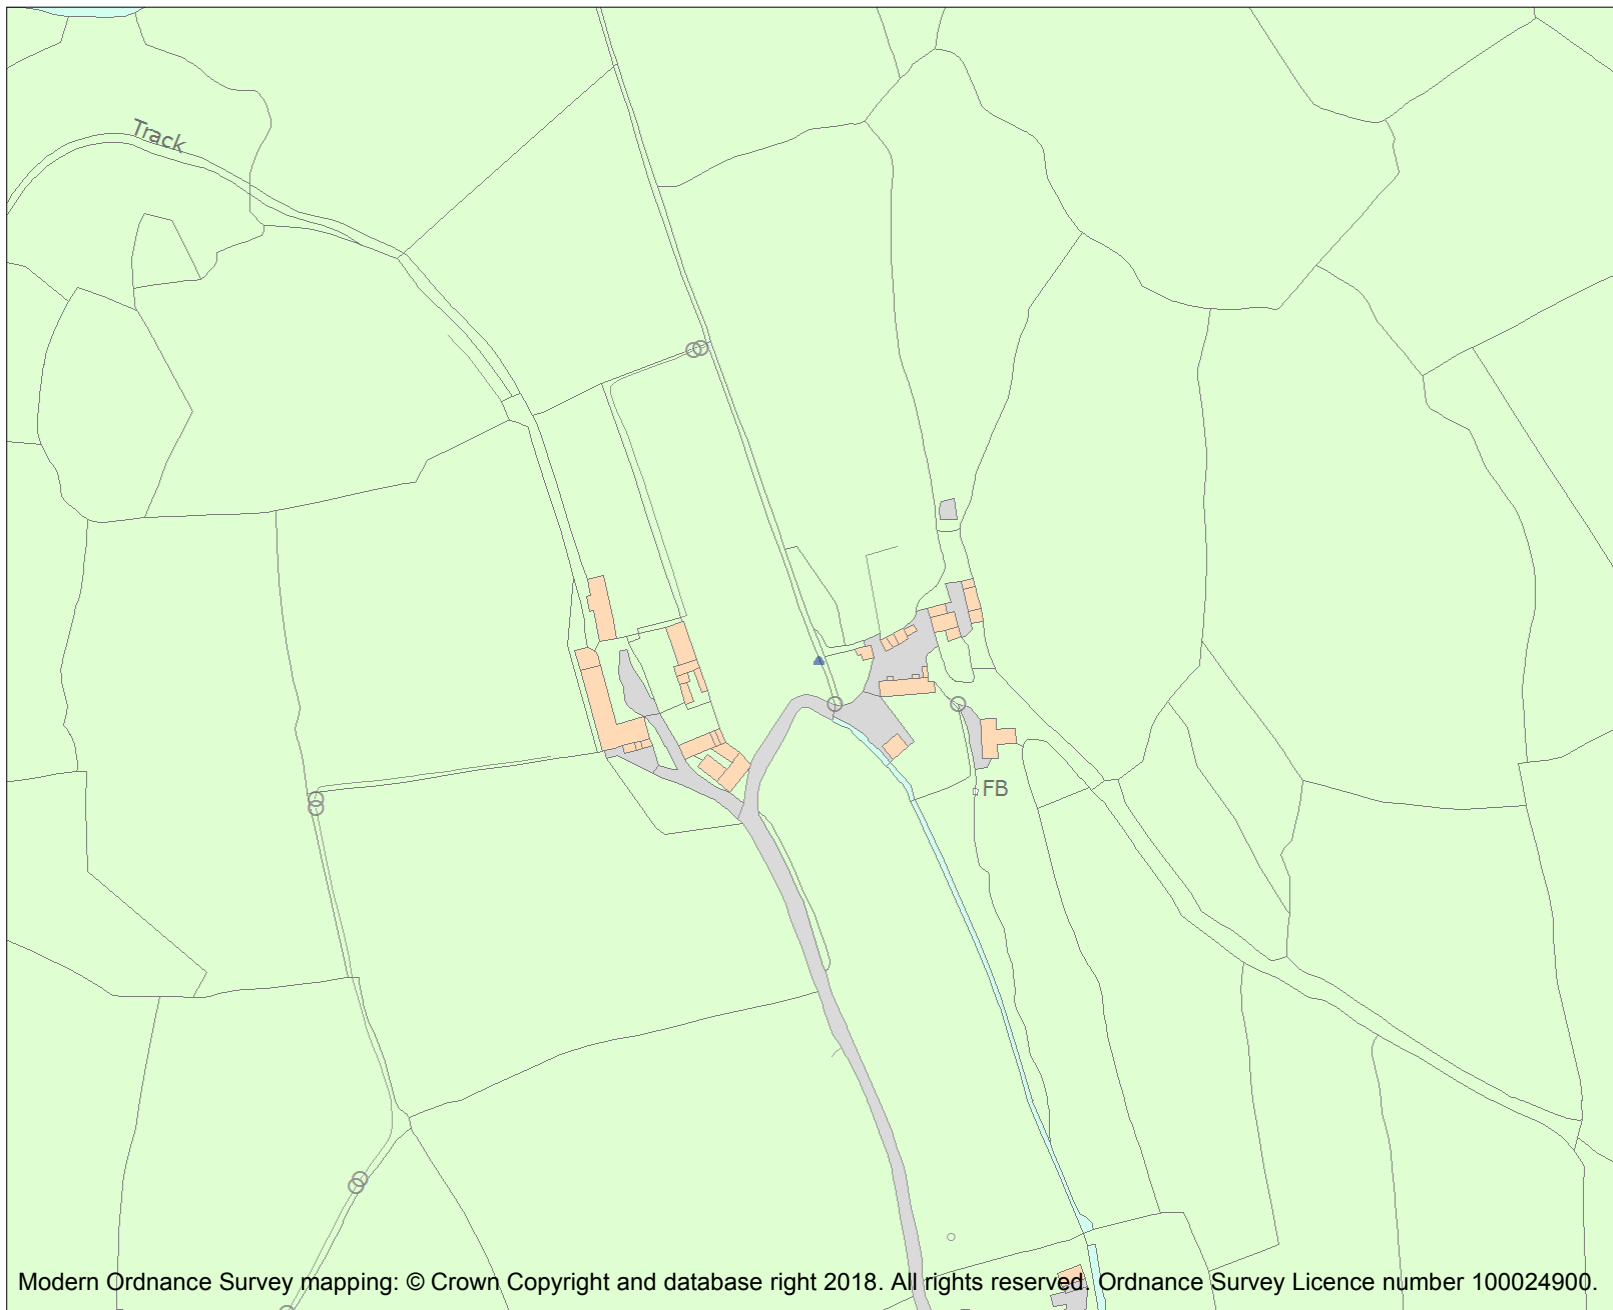 Track
FB
Modern Ordnance Survey mapping: © Crown Copyright and database right 2018. All rights reserved. Ordnance Survey Licence number 100024900.